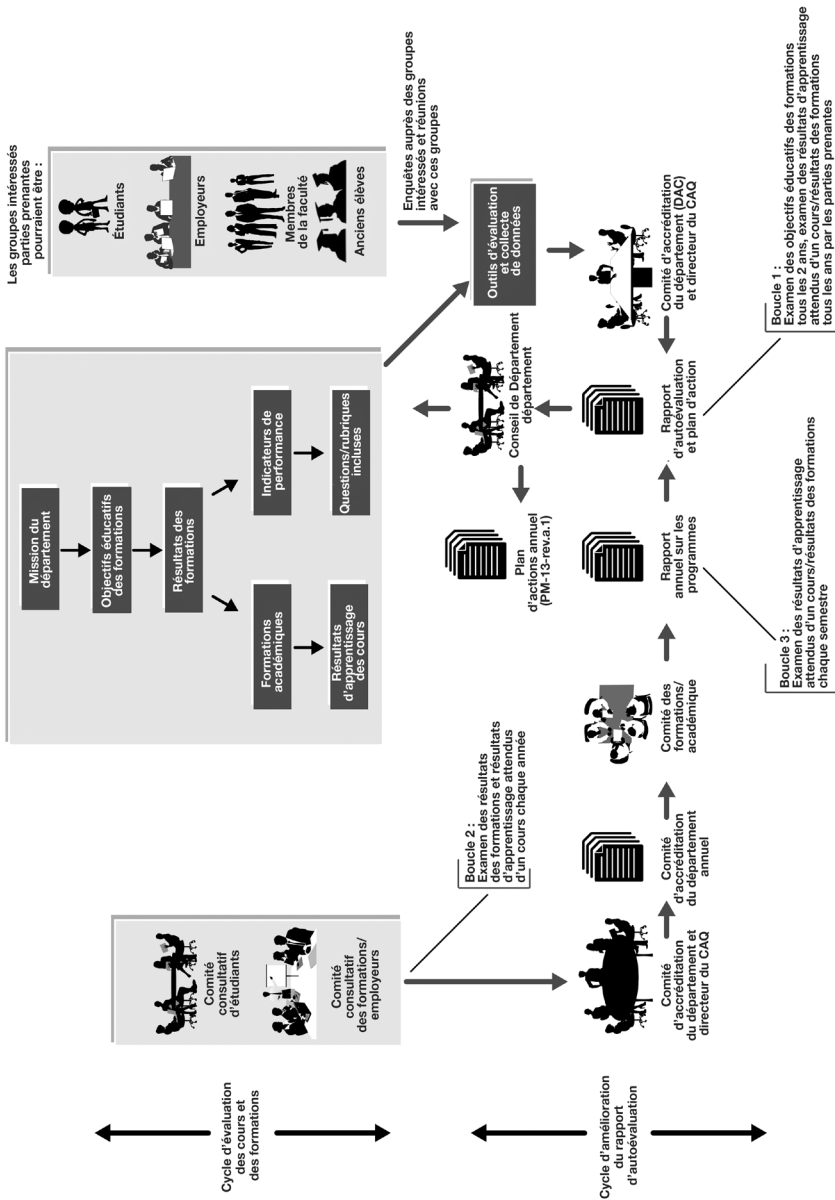 Cycle d'évaluation
des cours et
des formations
Comité
consultatif
d'étudiants
Comité
consultatif
des formations/
employeurs
Mission du
département
Objectifs éducatifs
des formations
Résultats des
formations
Formations
académiques
Résultats
d'apprentissage
des cours
Indicateurs de
performance
Questions/rubriques
incluses
Les groupes intéressés
parties prenantes
pourraient être :
Étudiants
Employeurs
Membres
de la faculté
Anciens élèves
Cycle d'amélioration
du rapport
d'autoévaluation
Boucle 2 :
Examen des résultats
des formations et résultats
d'apprentissage attendus
d'un cours chaque année
Plan
d'actions annuel
(PM-13-rev.a.1)
Conseil de Département
département
Outils d'évaluation
et collecte
de données
Enquêtes auprès des groupes
intéressés et réunions
avec ces groupes
Comité
d'accréditation
du département et
directeur du CAQ
Comité
d'accréditation
du département
annuel
Comité des
formations/
académique
Rapport
annuel sur les
programmes
Rapport
d'autoévaluation
et plan d'action
Comité d'accréditation
du département (DAC)
et directeur du CAQ
Boucle 3 :
Examen des résultats d'apprentissage
attendus d'un cours/résultats des formations
chaque semestre
Boucle 1 :
Examen des objectifs éducatifs des formations
tous les 2 ans, examen des résultats d'apprentissage
attendus d'un cours/résultats des formations
tous les ans par les parties prenantes